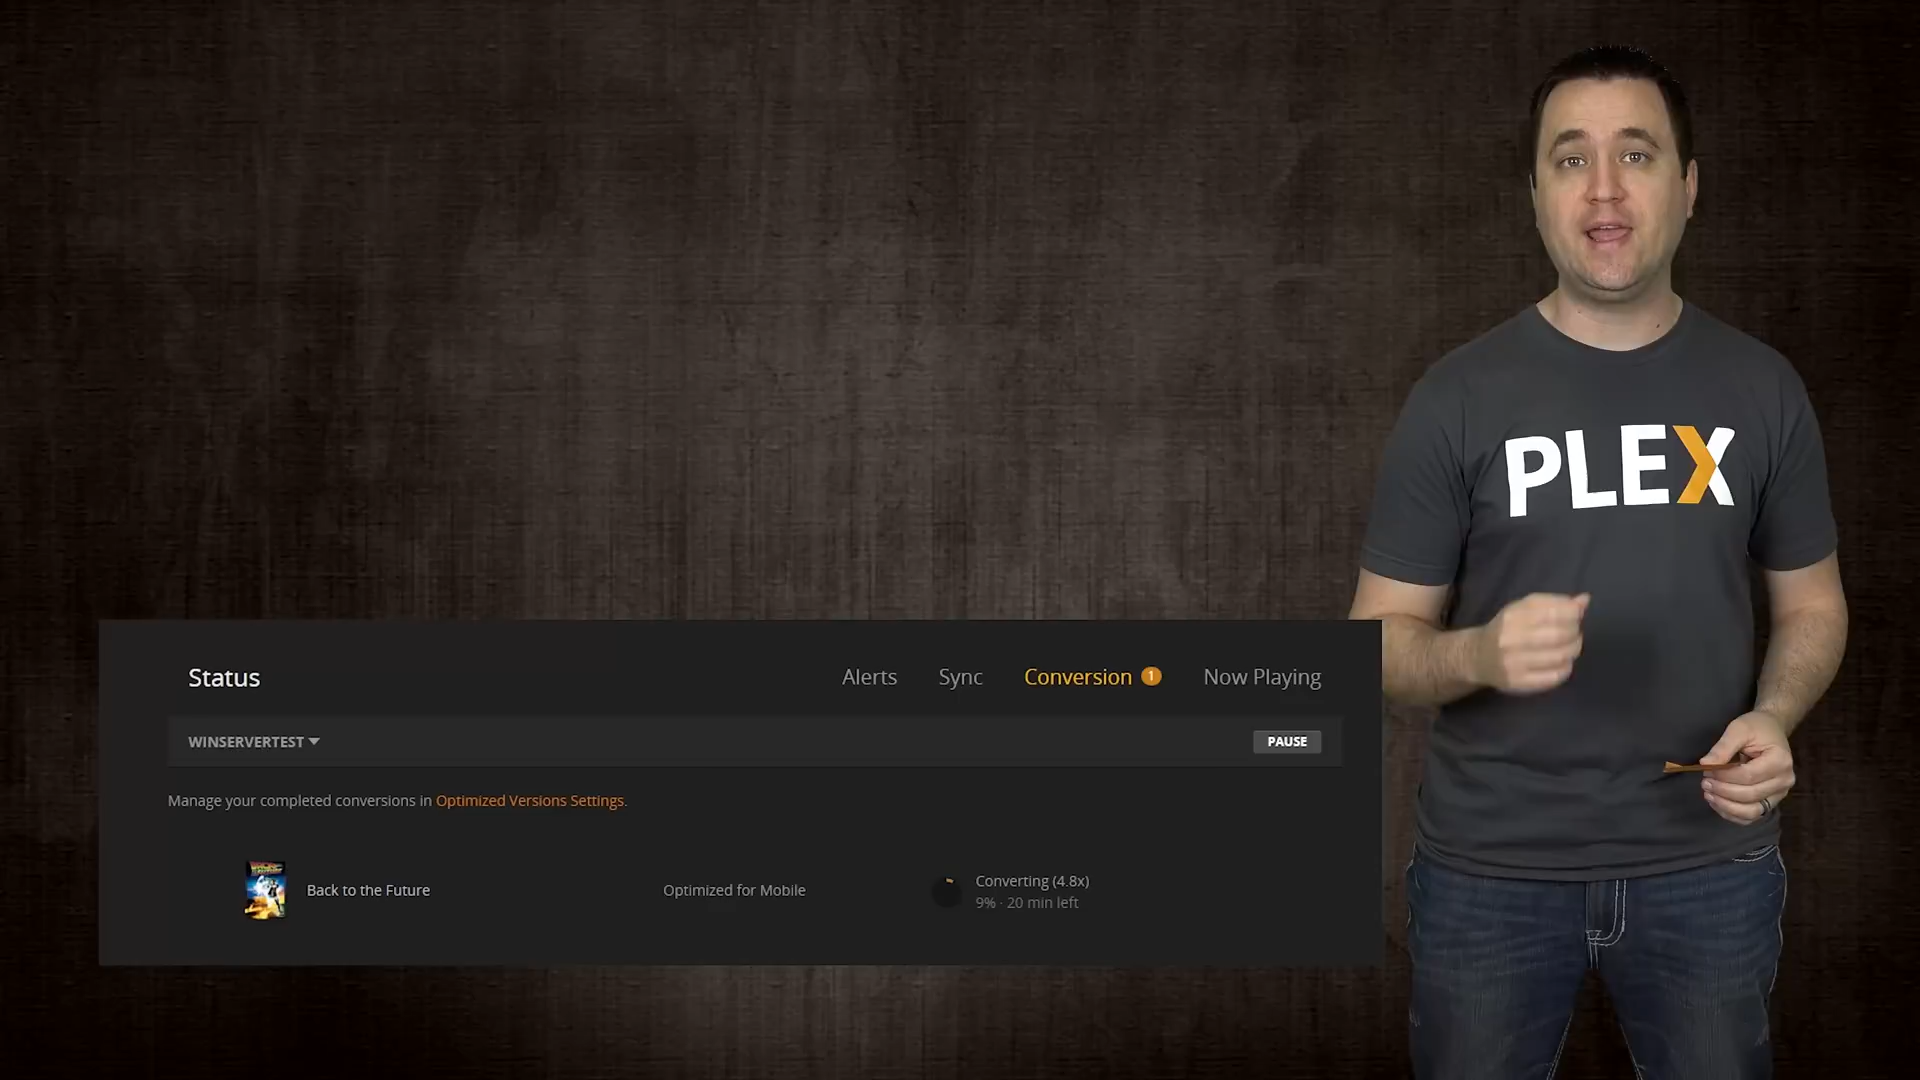 PLEX
Status
Alerts
Sync
Conversion 1
Now Playing
WINSERVERTEST
PAUSE
Manage your completed conversions in Optimized Versions Settings.
Back to the Future
Optimized for Mobile
Converting (4.8x)
9% · 20 min left